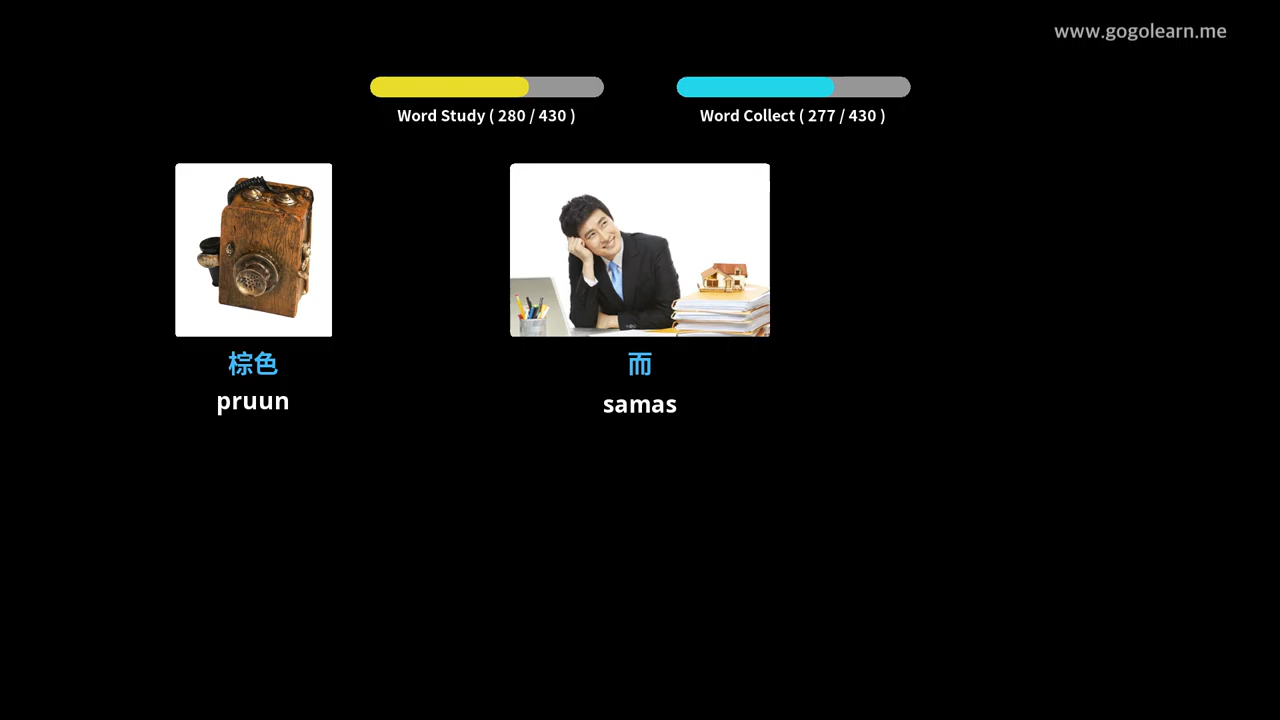 www.gogolearn.me
Word Study ( 280 / 430 )
Word Collect ( 277 / 430 )
棕色
pruun
而
samas